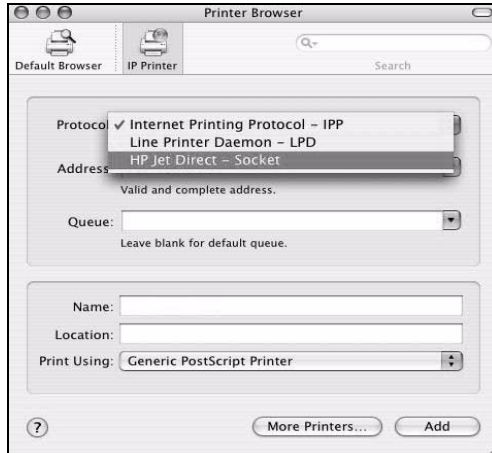 Printer Browser
Default Browser
IP Printer
Search
Protocol
✓ Internet Printing Protocol – IPP
Line Printer Daemon – LPD
HP Jet Direct – Socket
Address
Valid and complete address.
Queue:
Leave blank for default queue.
Name:
Location:
Print Using: Generic PostScript Printer
?
More Printers...
Add